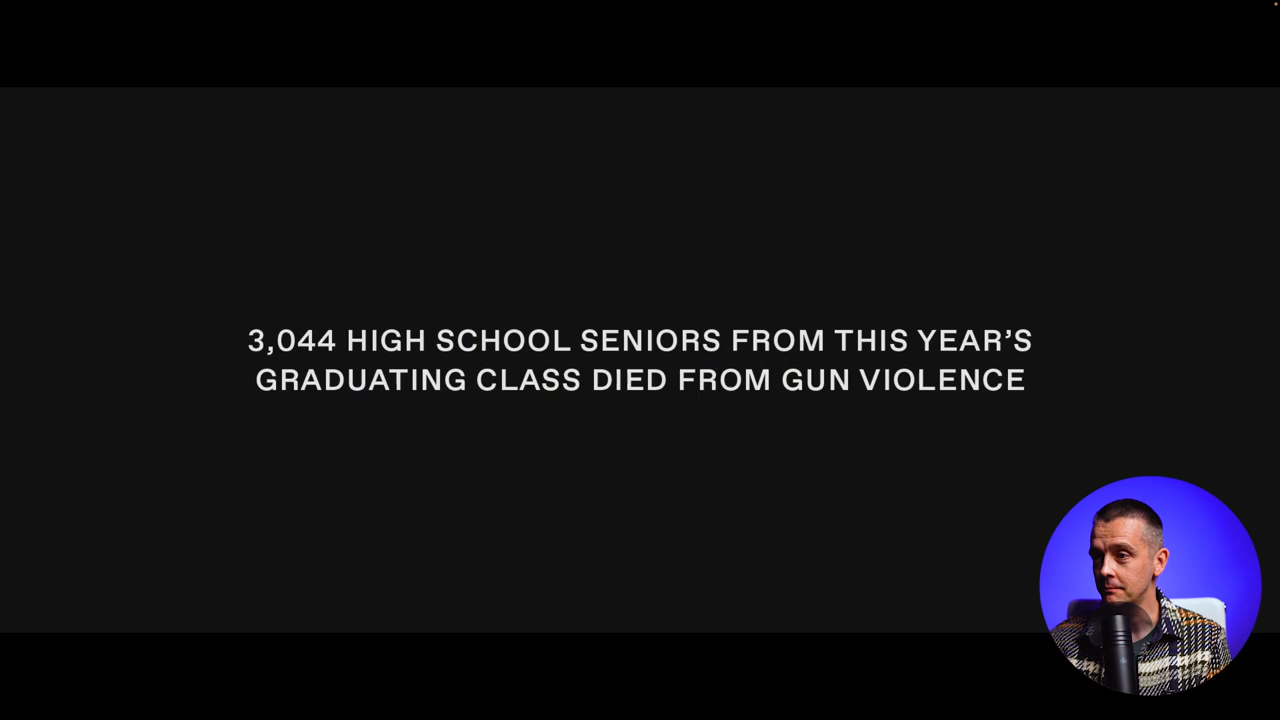 3,044 HIGH SCHOOL SENIORS FROM THIS YEAR’S
GRADUATING CLASS DIED FROM GUN VIOLENCE